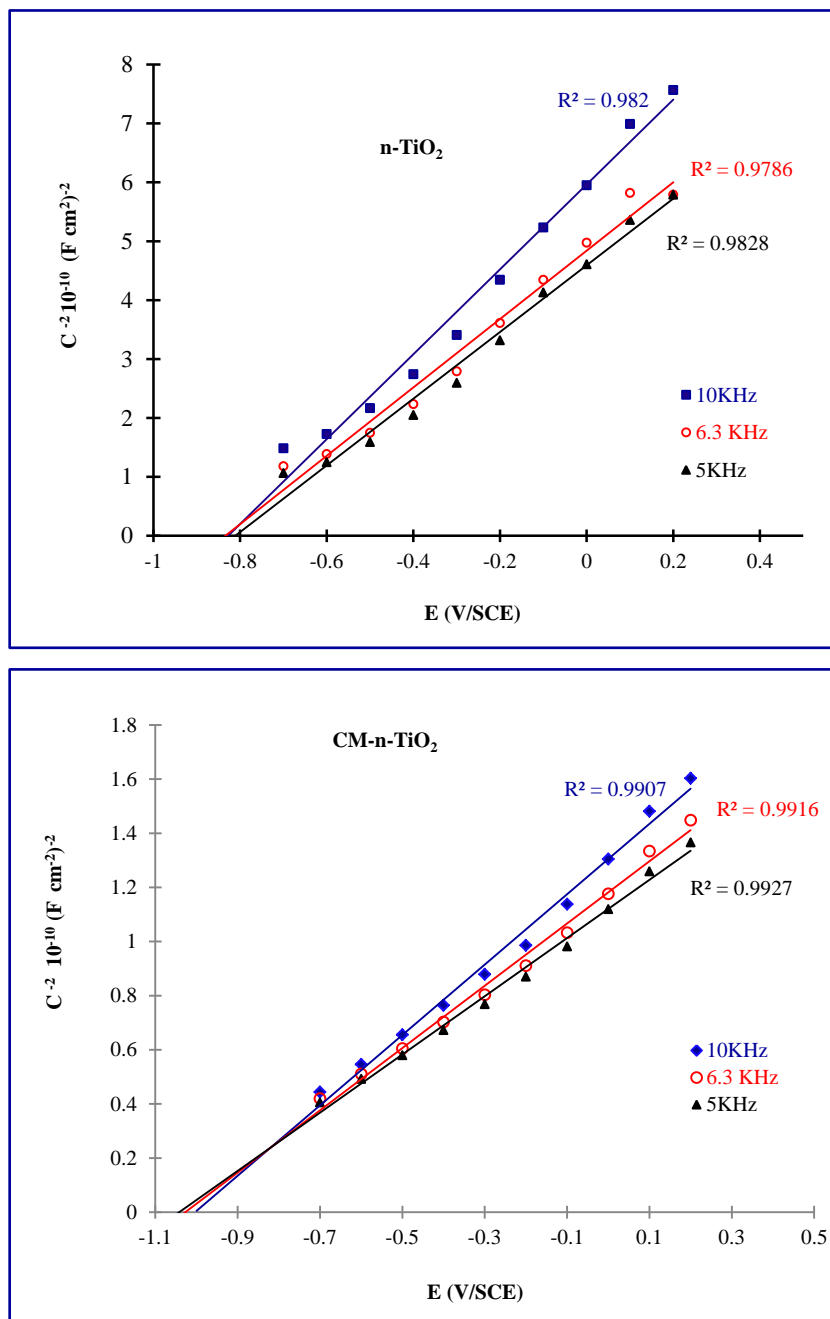 8
7
6
5
4
3
2
1
0
-1
-0.8
-0.6
-0.4
-0.2
0
0.2
0.4
C⁻² 10⁻¹⁰ (F cm²)⁻²
E (V/SCE)
n-TiO₂
R² = 0.982
R² = 0.9786
R² = 0.9828
10KHz
6.3 KHz
5KHz
1.8
1.6
1.4
1.2
1
0.8
0.6
0.4
0.2
0
-1.1
-0.9
-0.7
-0.5
-0.3
-0.1
0.1
0.3
0.5
C⁻² 10⁻¹⁰ (F cm⁻²)⁻²
E (V/SCE)
CM-n-TiO₂
R² = 0.9907
R² = 0.9916
R² = 0.9927
10KHz
6.3 KHz
5KHz